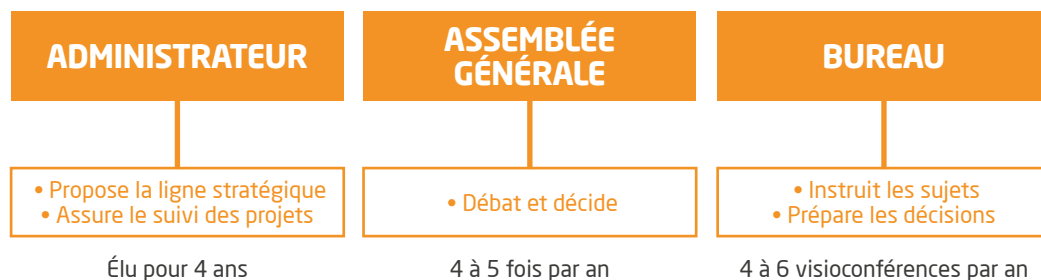 ADMINISTRATEUR
• Propose la ligne stratégique
• Assure le suivi des projets
Élu pour 4 ans
ASSEMBLÉE
GÉNÉRALE
• Débat et décide
4 à 5 fois par an
BUREAU
• Instruit les sujets
• Prépare les décisions
4 à 6 visioconférences par an